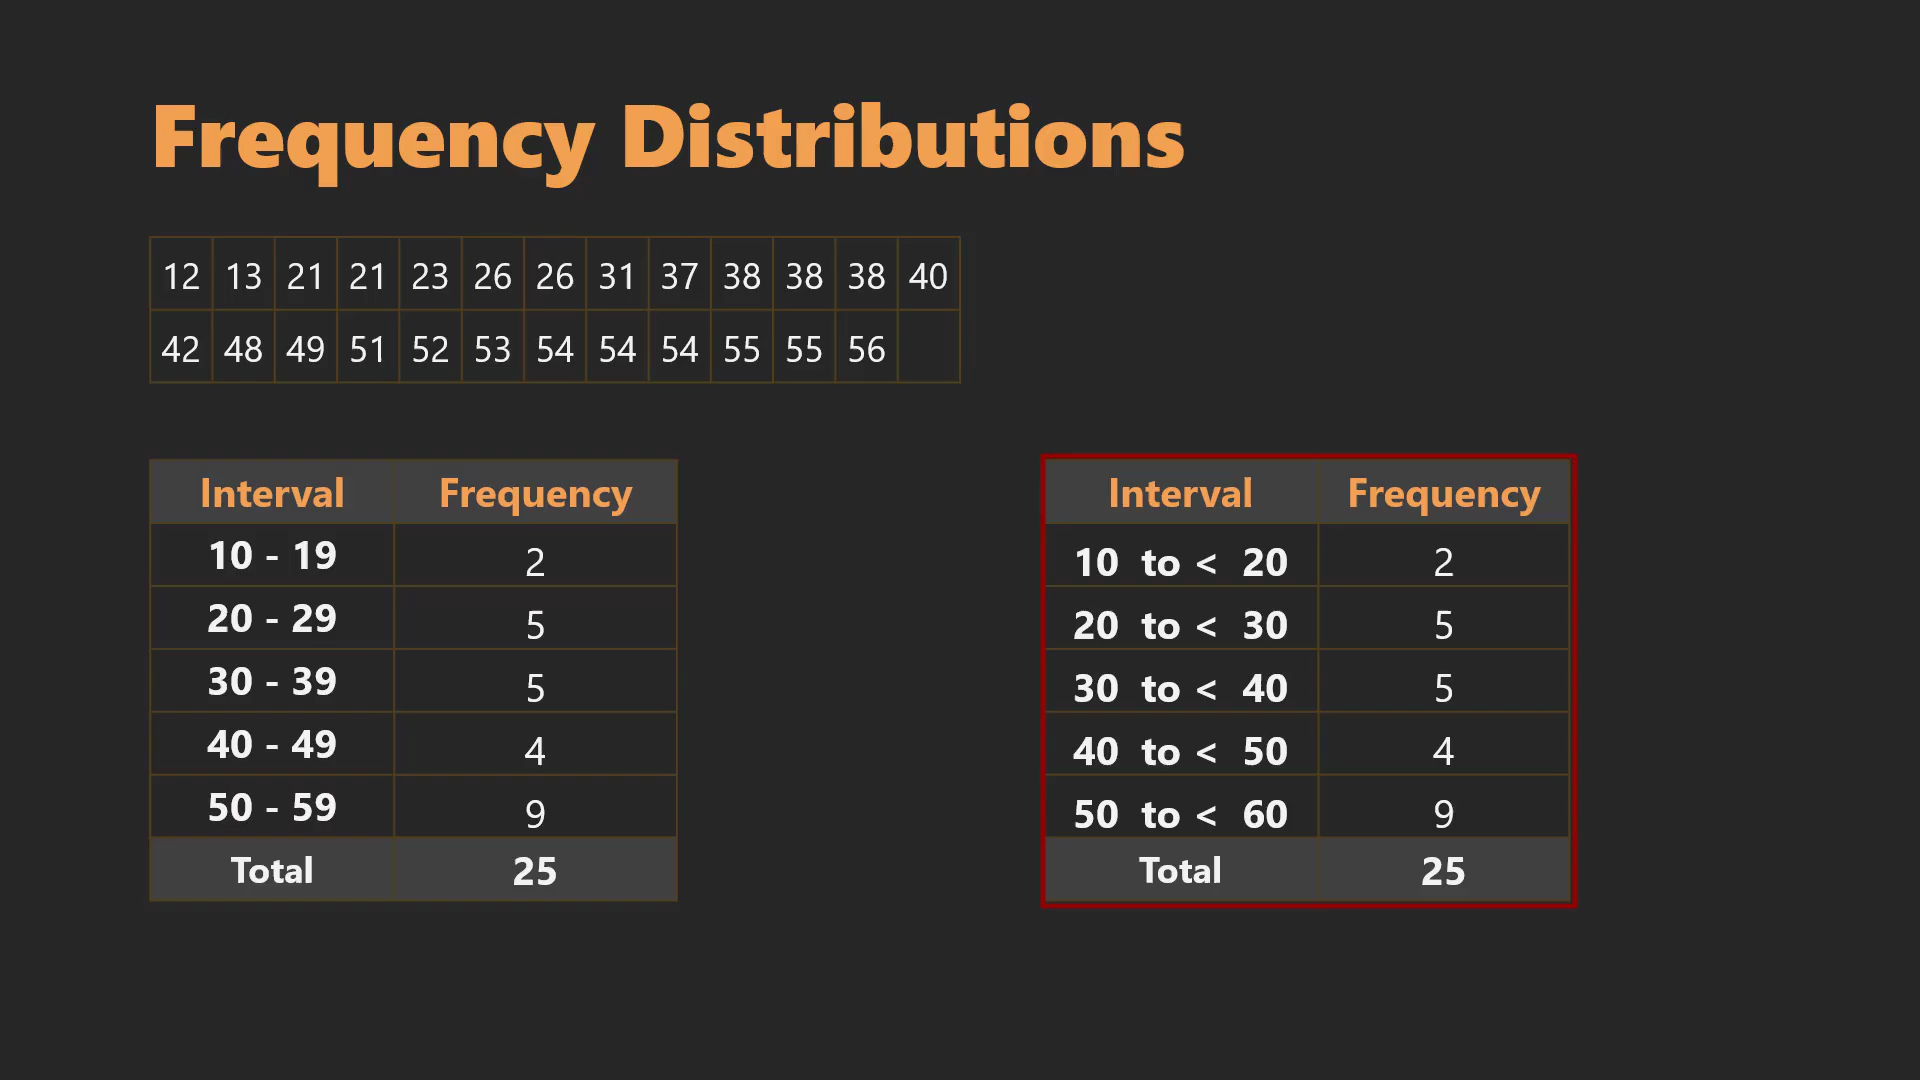 Frequency Distributions
12 13 21 21 23 26 26 31 37 38 38 38 40
42 48 49 51 52 53 54 54 54 55 55 56
Interval Frequency
10 - 19 2
20 - 29 5
30 - 39 5
40 - 49 4
50 - 59 9
Total 25
Interval Frequency
10 to < 20 2
20 to < 30 5
30 to < 40 5
40 to < 50 4
50 to < 60 9
Total 25